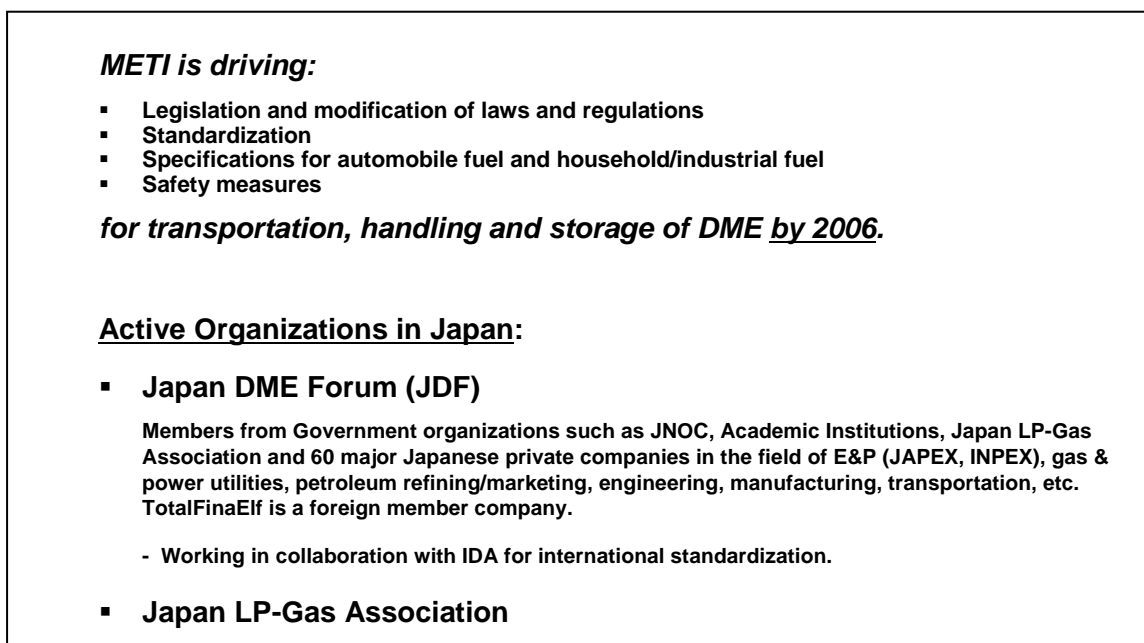 METI is driving:
▪ Legislation and modification of laws and regulations
▪ Standardization
▪ Specifications for automobile fuel and household/industrial fuel
▪ Safety measures
for transportation, handling and storage of DME by 2006.
Active Organizations in Japan:
▪ Japan DME Forum (JDF)
Members from Government organizations such as JNOC, Academic Institutions, Japan LP-Gas
Association and 60 major Japanese private companies in the field of E&P (JAPEX, INPEX), gas &
power utilities, petroleum refining/marketing, engineering, manufacturing, transportation, etc.
TotalFinaElf is a foreign member company.
- Working in collaboration with IDA for international standardization.
▪ Japan LP-Gas Association